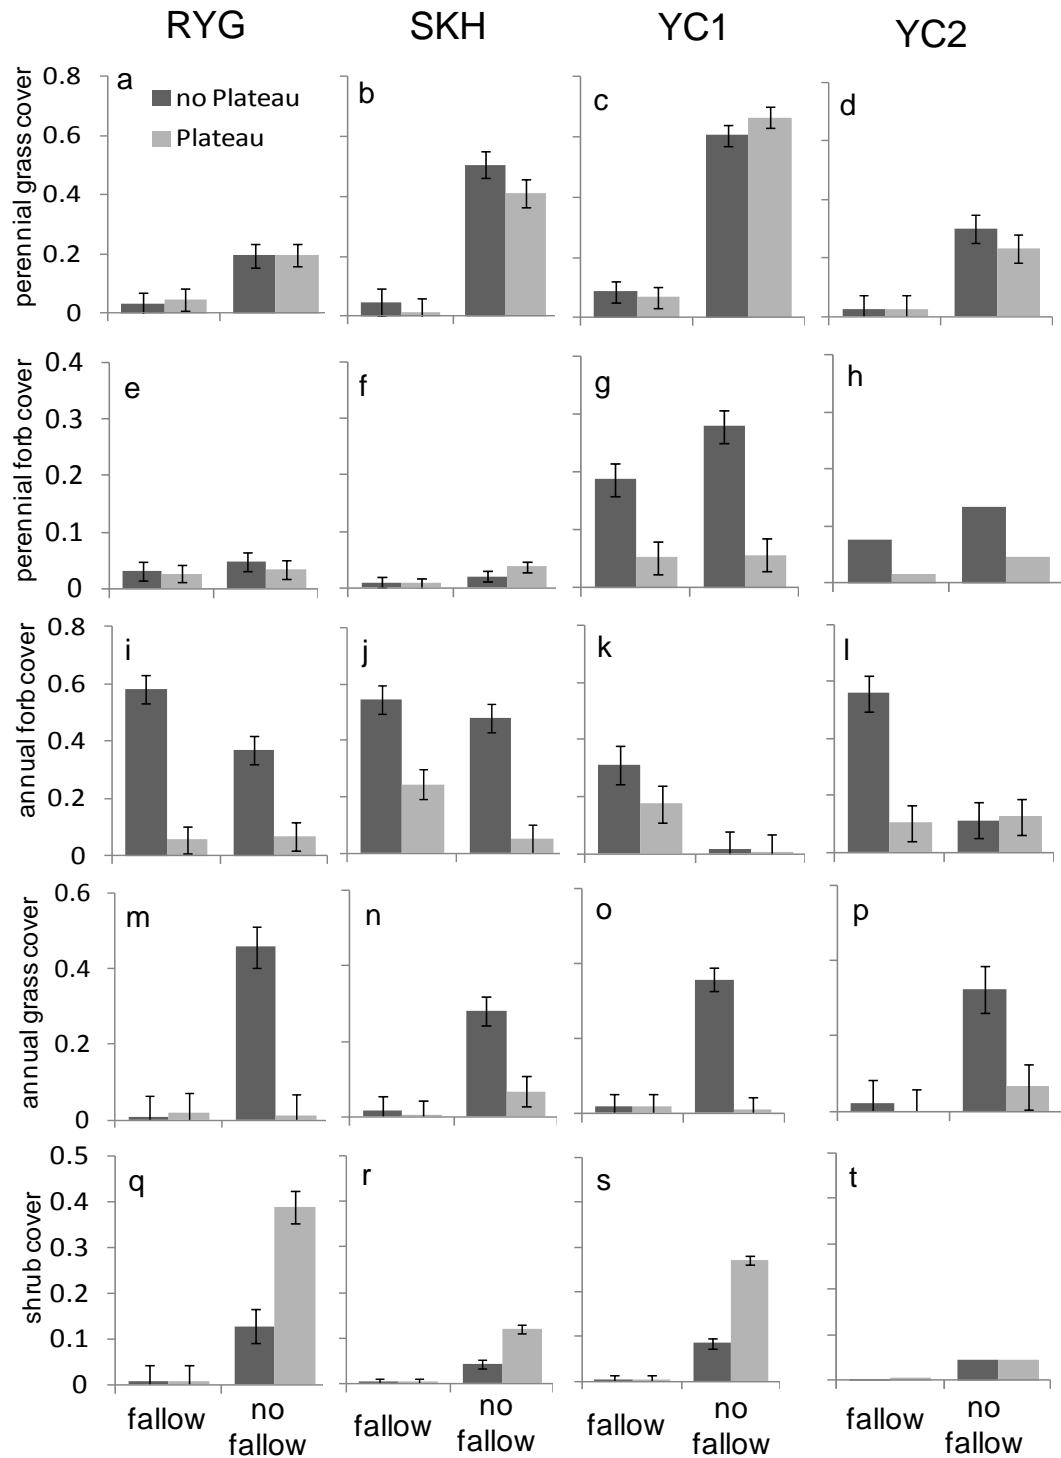 RYG SKH YC1 YC2
perennial grass cover
0.8
0.6
0.4
0.2
0
a
no Plateau
Plateau
b
c
d
perennial forb cover
0.4
0.3
0.2
0.1
0
e
f
g
h
annual forb cover
0.8
0.6
0.4
0.2
0
i
j
k
l
annual grass cover
0.6
0.4
0.2
0
m
n
o
p
shrub cover
0.5
0.4
0.3
0.2
0.1
0
q
r
s
t
fallow
no
fallow
fallow
no
fallow
fallow
no
fallow
fallow
no
fallow